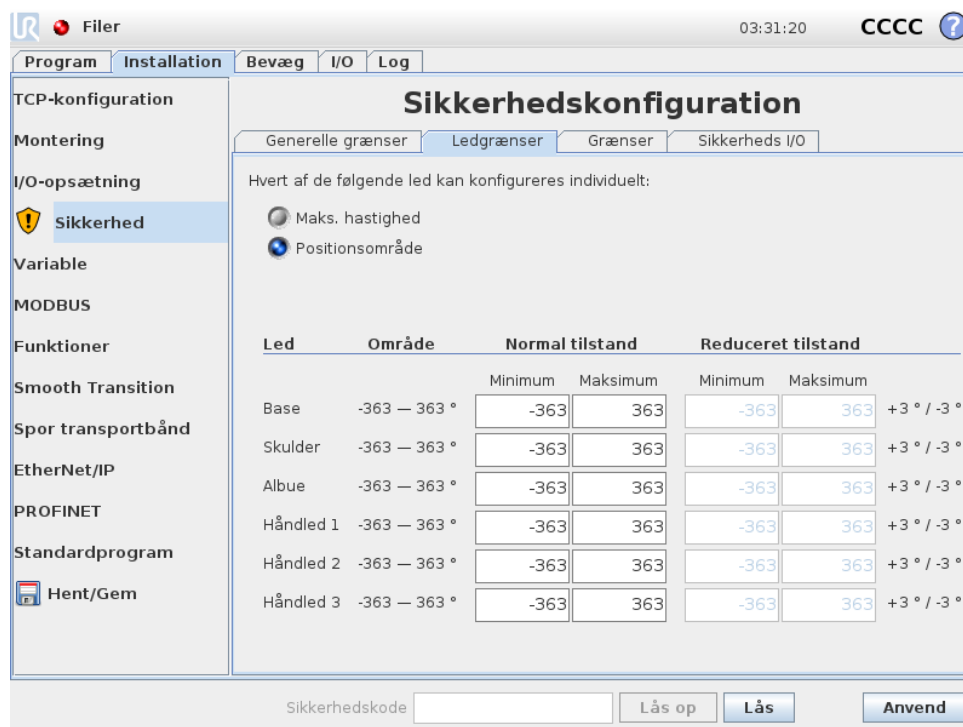 UR Filer 03:31:20 CCCC ?
Program Installation Bevæg I/O Log
TCP-konfiguration
Montering
I/O-opsætning
Sikkerhed
Variable
MODBUS
Funktioner
Smooth Transition
Spor transportbånd
EtherNet/IP
PROFINET
Standardprogram
Hent/Gem
Sikkerhedskonfiguration
Generelle grænser Ledgrænser Grænser Sikkerheds I/O
Hvert af de følgende led kan konfigureres individuelt:
Maks. hastighed
Positionsområde
Led Område Normal tilstand Reduceret tilstand
Minimum Maksimum Minimum Maksimum
Base -363 — 363 ° -363 363 -363 363 +3 ° / -3 °
Skulder -363 — 363 ° -363 363 -363 363 +3 ° / -3 °
Albue -363 — 363 ° -363 363 -363 363 +3 ° / -3 °
Håndled 1 -363 — 363 ° -363 363 -363 363 +3 ° / -3 °
Håndled 2 -363 — 363 ° -363 363 -363 363 +3 ° / -3 °
Håndled 3 -363 — 363 ° -363 363 -363 363 +3 ° / -3 °
Sikkerhedskode Lås op Lås Anvend